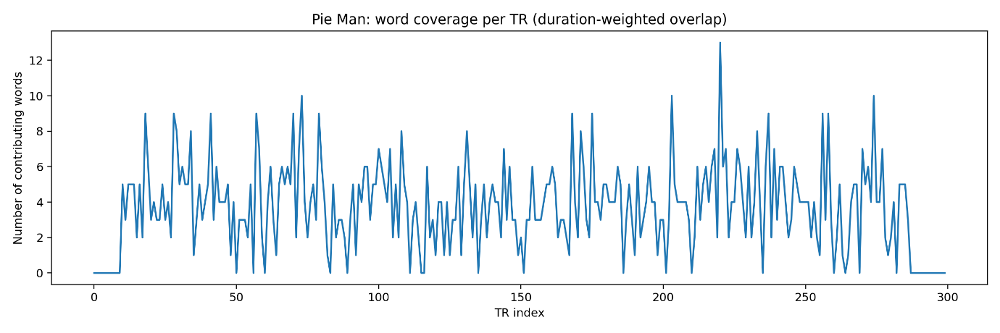 Pie Man: word coverage per TR (duration-weighted overlap)
Number of contributing words
12
10
8
6
4
2
0
0 50 100 150 200 250 300
TR index